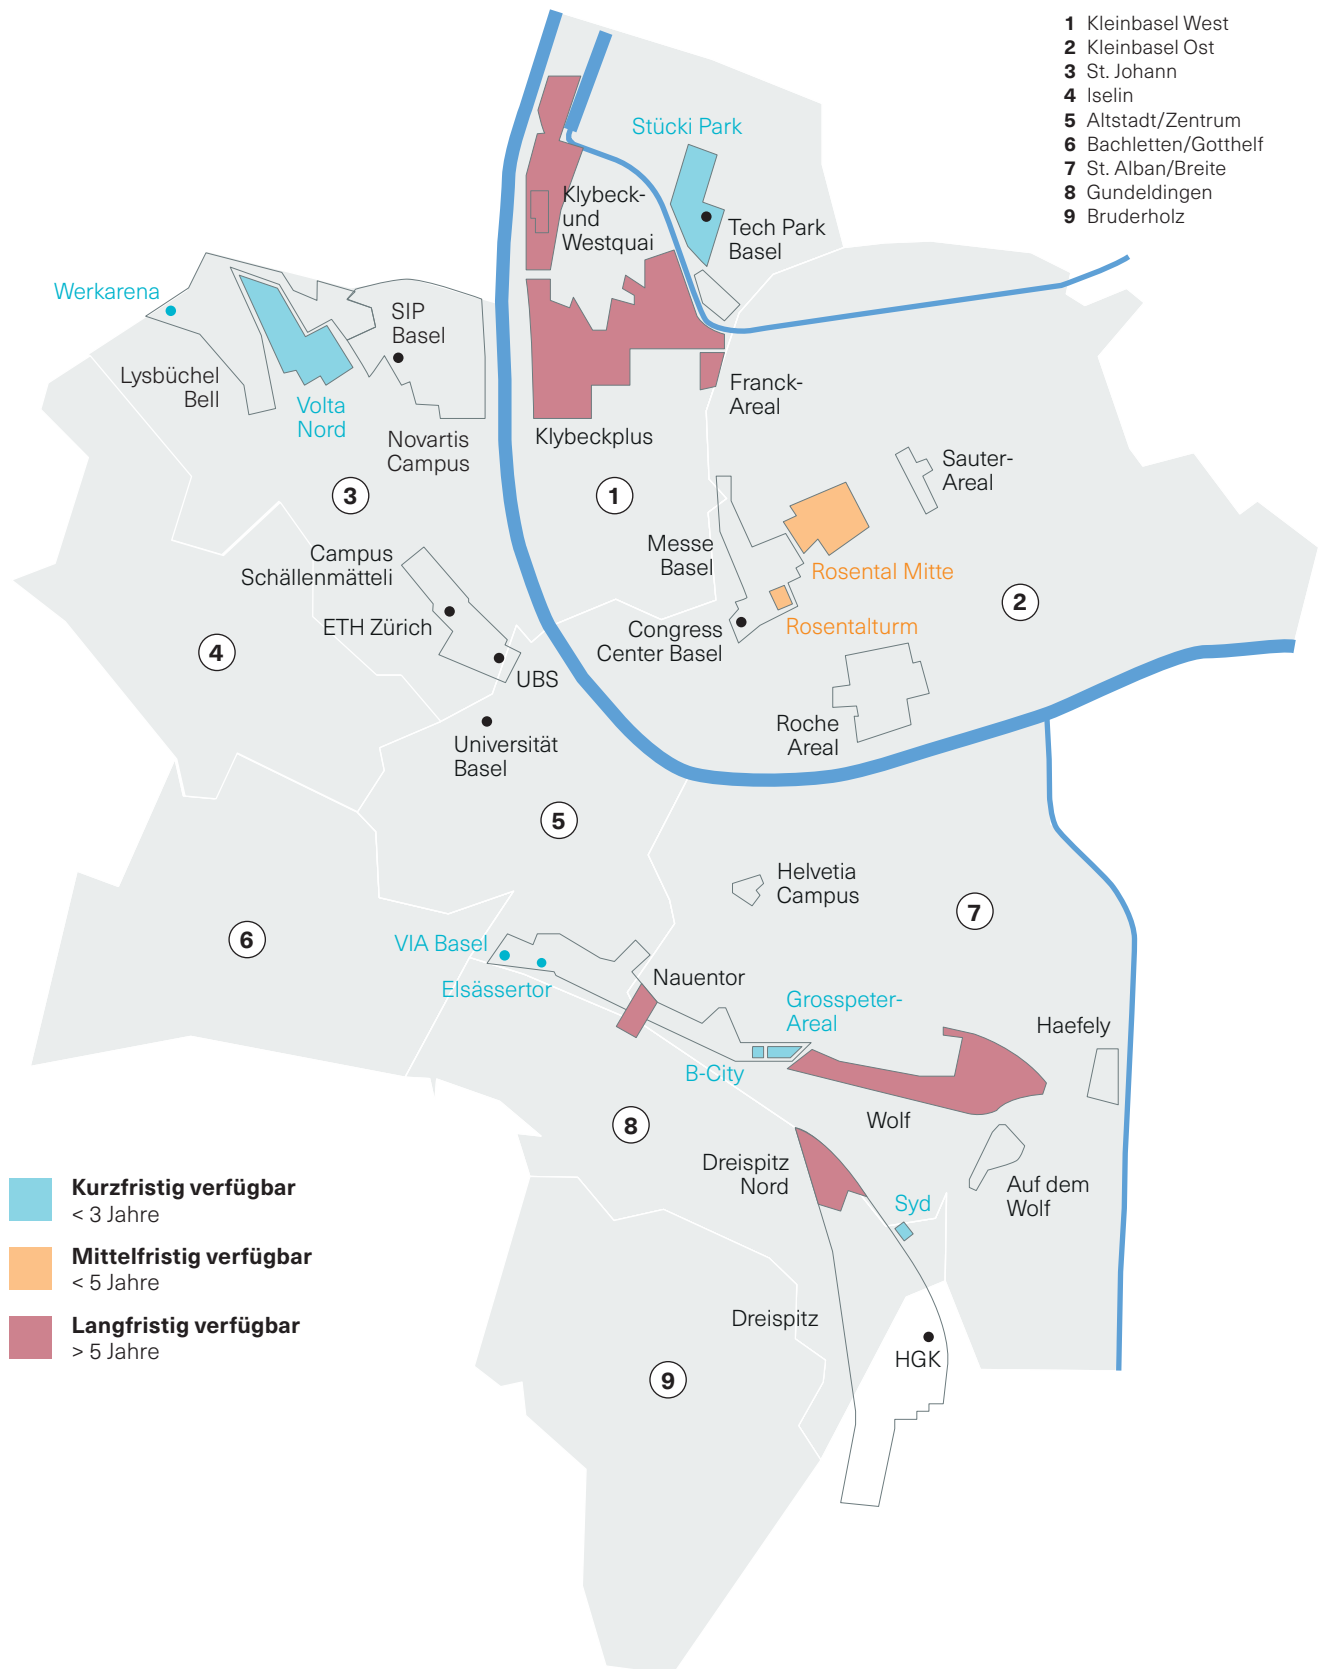 1 Kleinbasel West
2 Kleinbasel Ost
3 St. Johann
4 Iselin
5 Altstadt/Zentrum
6 Bachletten/Gotthelf
7 St. Alban/Breite
8 Gundeldingen
9 Bruderholz
Stücki Park
Klybeck-
und
Westquai
Tech Park
Basel
Werkarena
SIP
Basel
Lysbüchel
Bell
Volta
Nord
Franck-
Areal
Novartis
Campus
Klybeckplus
Sauter-
Areal
3
1
Messe
Basel
Campus
Schällenmätteli
Rosental Mitte
2
ETH Zürich
Rosentalturm
Congress
Center Basel
4
UBS
Roche
Areal
Universität
Basel
5
Helvetia
Campus
7
6
VIA Basel
Nauentor
Elsässertor
Grosspeter-
Areal
Haefely
B-City
Wolf
8
Dreispitz
Nord
Auf dem
Wolf
Syd
Kurzfristig verfügbar
< 3 Jahre
Mittelfristig verfügbar
< 5 Jahre
Langfristig verfügbar
> 5 Jahre
Dreispitz
HGK
9